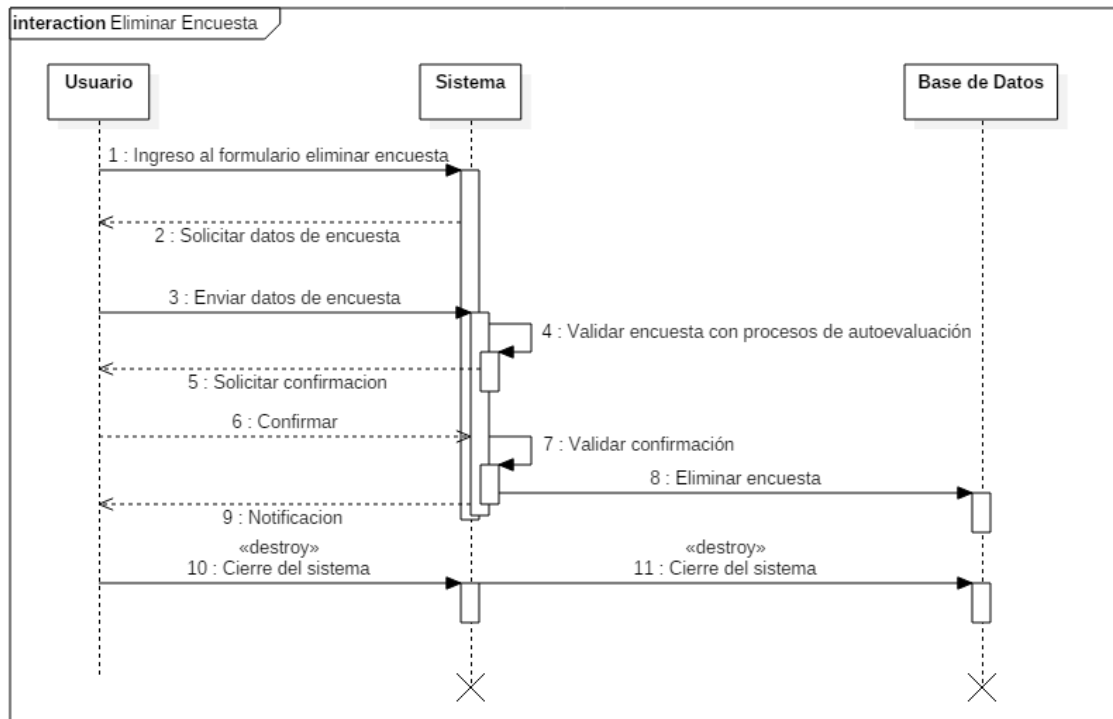 interaction Eliminar Encuesta
Usuario
Sistema
Base de Datos
1 : Ingreso al formulario eliminar encuesta
2 : Solicitar datos de encuesta
3 : Enviar datos de encuesta
4 : Validar encuesta con procesos de autoevaluación
5 : Solicitar confirmacion
6 : Confirmar
7 : Validar confirmación
8 : Eliminar encuesta
9 : Notificacion
«destroy»
10 : Cierre del sistema
«destroy»
11 : Cierre del sistema